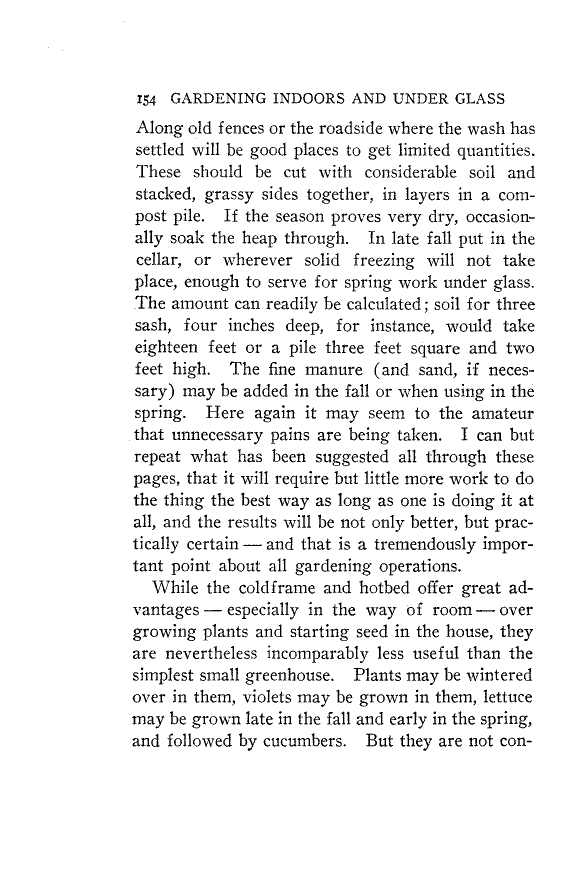 154 GARDENING INDOORS AND UNDER GLASS
Along old fences or the roadside where the wash has
settled will be good places to get limited quantities.
These should be cut with considerable soil and
stacked, grassy sides together, in layers in a com-
post pile. If the season proves very dry, occasion-
ally soak the heap through. In late fall put in the
cellar, or wherever solid freezing will not take
place, enough to serve for spring work under glass.
The amount can readily be calculated; soil for three
sash, four inches deep, for instance, would take
eighteen feet or a pile three feet square and two
feet high. The fine manure (and sand, if neces-
sary) may be added in the fall or when using in the
spring. Here again it may seem to the amateur
that unnecessary pains are being taken. I can but
repeat what has been suggested all through these
pages, that it will require but little more work to do
the thing the best way as long as one is doing it at
all, and the results will be not only better, but prac-
tically certain — and that is a tremendously impor-
tant point about all gardening operations.
While the coldframe and hotbed offer great ad-
vantages — especially in the way of room — over
growing plants and starting seed in the house, they
are nevertheless incomparably less useful than the
simplest small greenhouse. Plants may be wintered
over in them, violets may be grown in them, lettuce
may be grown late in the fall and early in the spring,
and followed by cucumbers. But they are not con-